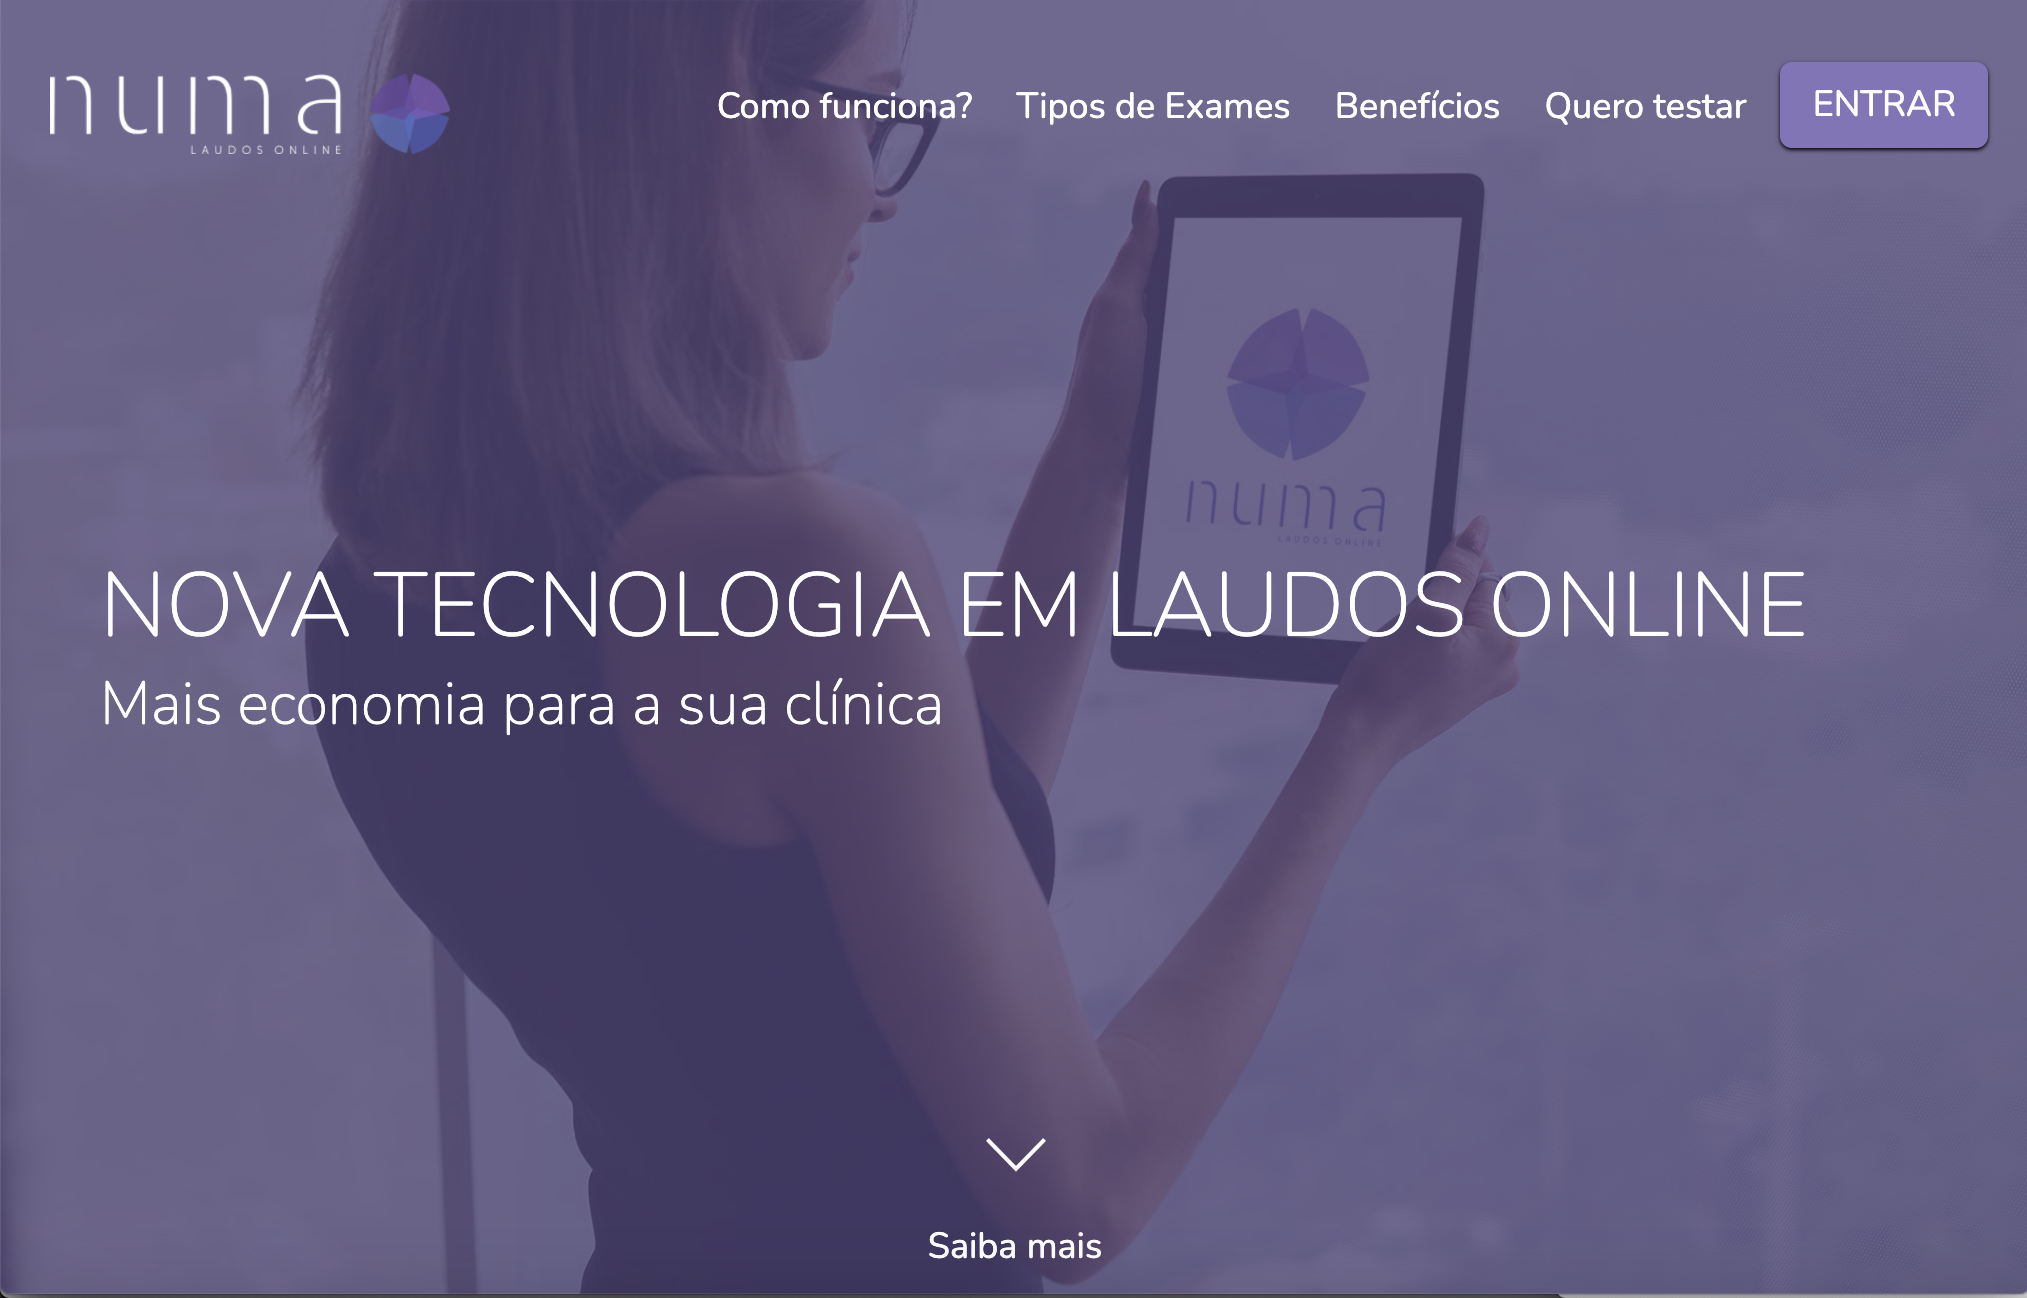 numa
LAUDOS ONLINE
Como funciona? Tipos de Exames Benefícios Quero testar ENTRAR
numa
LAUDOS ONLINE
NOVA TECNOLOGIA EM LAUDOS ONLINE
Mais economia para a sua clínica
Saiba mais